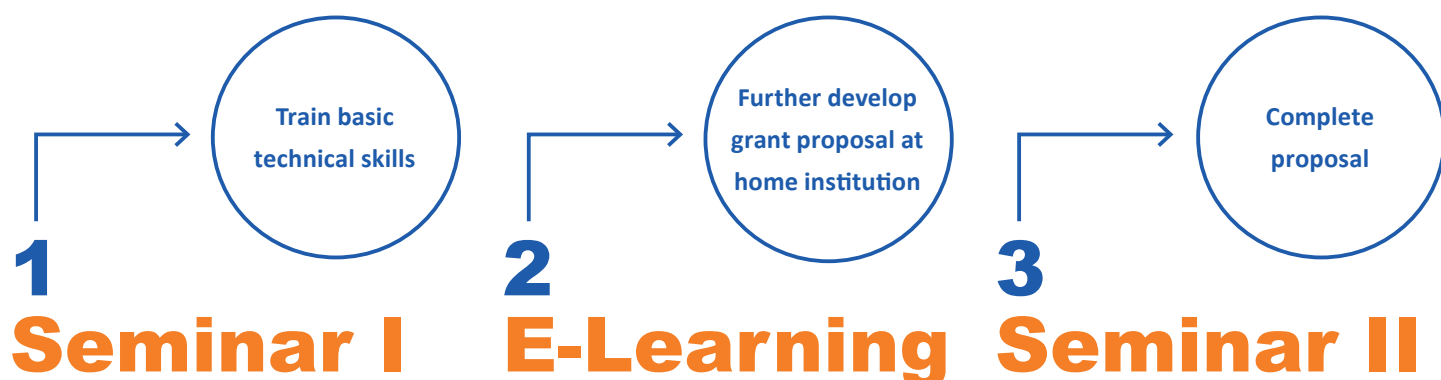 Train basic
technical skills
1
Seminar I
Further develop
grant proposal at
home institution
2
E-Learning
Complete
proposal
3
Seminar II